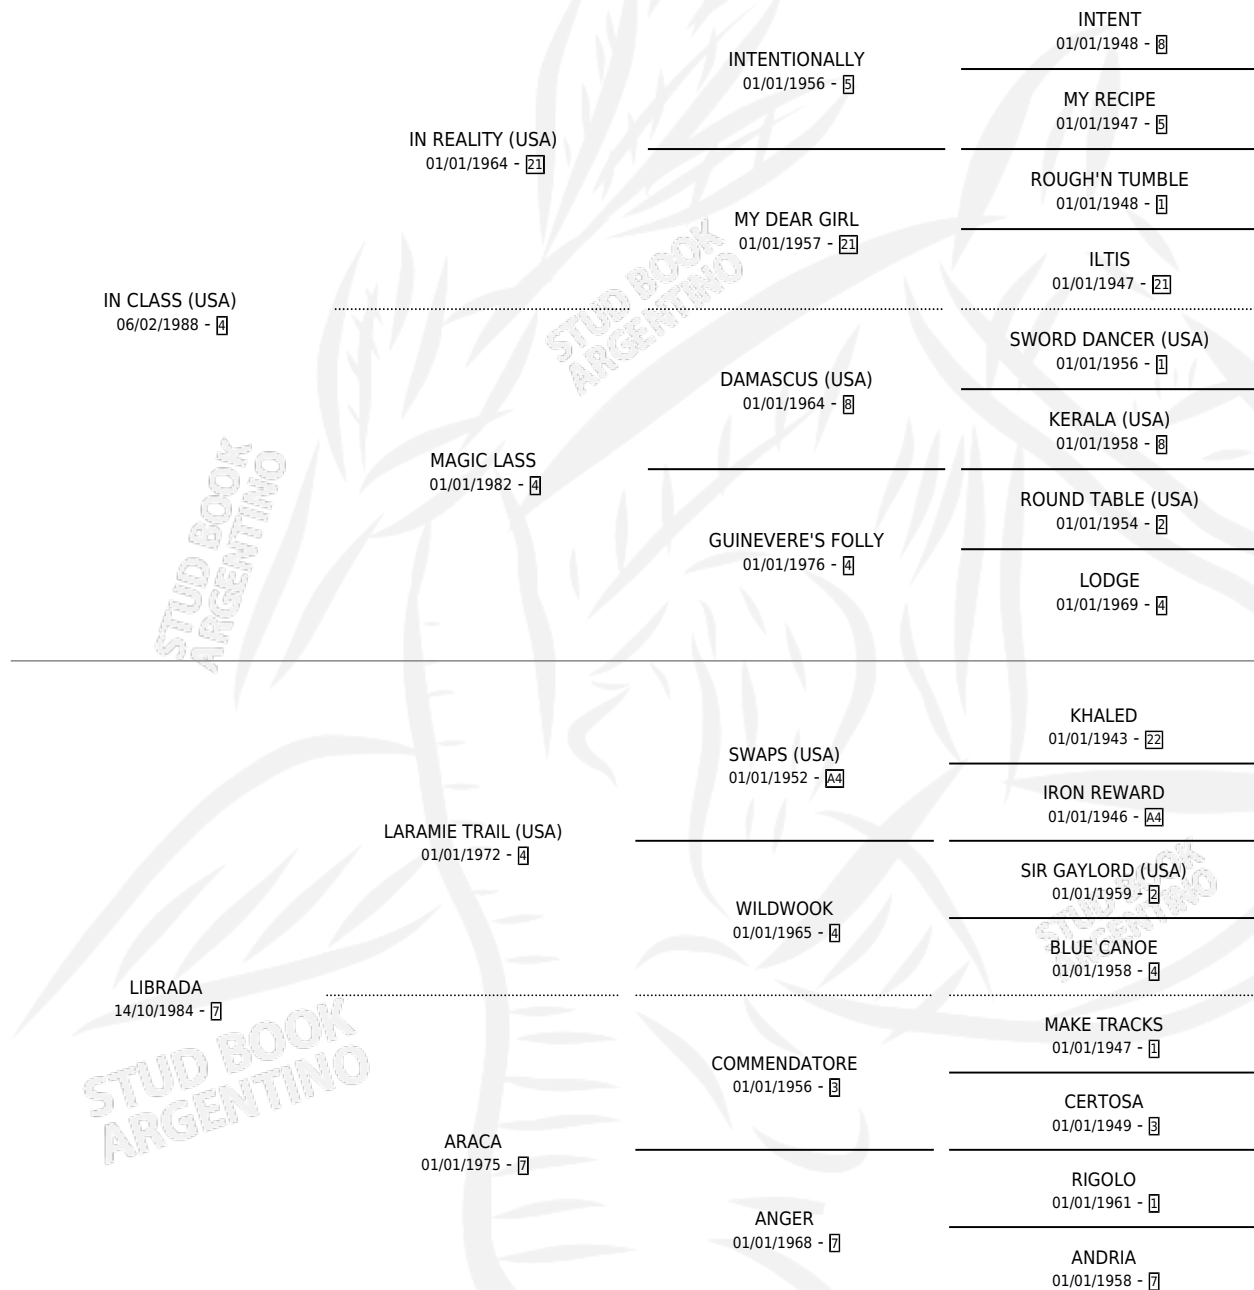 INTENT
01/01/1948 - 8
INTENTIONALLY
01/01/1956 - 5
MY RECIPE
01/01/1947 - 5
IN REALITY (USA)
01/01/1964 - 21
ROUGH'N TUMBLE
01/01/1948 - 1
MY DEAR GIRL
01/01/1957 - 21
ILTIS
01/01/1947 - 21
IN CLASS (USA)
06/02/1988 - 4
SWORD DANCER (USA)
01/01/1956 - 1
DAMASCUS (USA)
01/01/1964 - 8
KERALA (USA)
01/01/1958 - 8
MAGIC LASS
01/01/1982 - 4
ROUND TABLE (USA)
01/01/1954 - 2
GUINEVERE'S FOLLY
01/01/1976 - 4
LODGE
01/01/1969 - 4
KHALED
01/01/1943 - 22
SWAPS (USA)
01/01/1952 - A4
IRON REWARD
01/01/1946 - A4
LARAMIE TRAIL (USA)
01/01/1972 - 4
SIR GAYLORD (USA)
01/01/1959 - 2
WILDWOOK
01/01/1965 - 4
BLUE CANOE
01/01/1958 - 4
LIBRADA
14/10/1984 - 7
MAKE TRACKS
01/01/1947 - 1
COMMENDATORE
01/01/1956 - 3
CERTOSA
01/01/1949 - 3
ARACA
01/01/1975 - 7
RIGOLO
01/01/1961 - 1
ANGER
01/01/1968 - 7
ANDRIA
01/01/1958 - 7
STUD BOOK
ARGENTINO
STUD BOOK
ARGENTINO
STUD BOOK
ARGENTINO
STUD BOOK
ARGENTINO